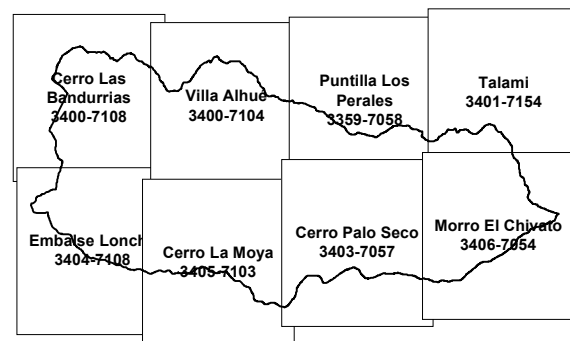 Cerro Las
Bandurrias
3400-7108
Villa Alhué
3400-7104
Puntilla Los
Perales
3359-7058
Talami
3401-7154
Embalse Lonch
3404-7108
Cerro La Moya
3405-7103
Cerro Palo Seco
3403-7057
Morro El Chivato
3406-7054